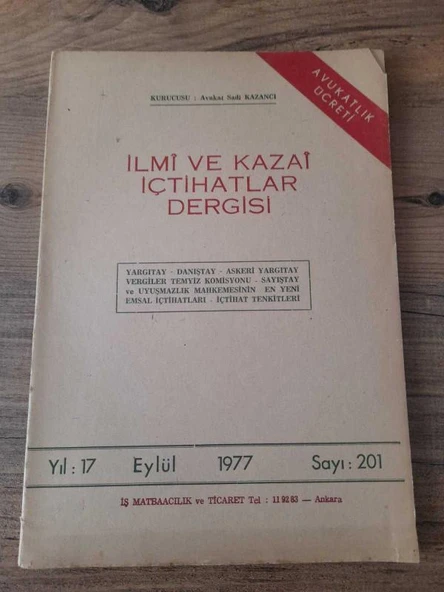 AVUKATLIK
ÜCRETİ
KURUCUSU : Avukat Sadi KAZANCI
İLMÎ VE KAZAÎ
İÇTİHATLAR
DERGİSİ
YARGITAY - DANIŞTAY - ASKERİ YARGITAY
VERGİLER TEMYİZ KOMİSYONU - SAYIŞTAY
ve UYUŞMAZLIK MAHKEMESİNİN EN YENİ
EMSAL İÇTİHATLARI - İÇTİHAT TENKİTLERİ
Yıl : 17 Eylül 1977 Sayı : 201
İŞ MATBAACILIK ve TİCARET Tel : 11 92 83 — Ankara